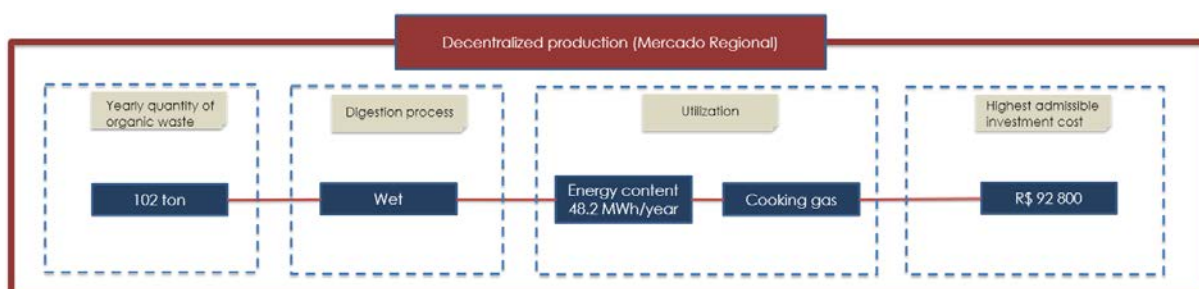 Decentralized production (Mercado Regional)
Yearly quantity of
organic waste
Digestion process
Utilization
Highest admissible
investment cost
102 ton
Wet
Energy content
48.2 MWh/year
Cooking gas
R$ 92 800